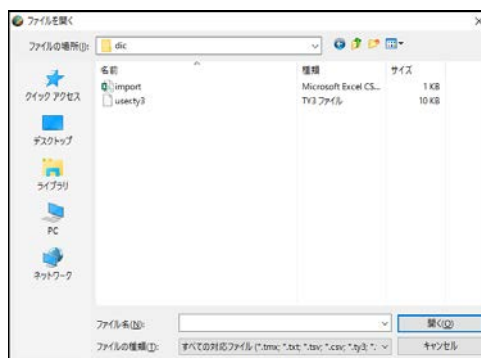 ファイルを開く
ファイルの場所(I):
dic
名前
種類
サイズ
import
Microsoft Excel CS...
1 KB
user.ty3
TV3 ファイル
10 KB
クイック アクセス
デスクトップ
ライブラリ
PC
ネットワーク
ファイル名(N):
開く(O)
ファイルの種類(T):
すべての対応ファイル (*.tmx; *.txt; *.tsv; *.csv; *.ty3; *.
キャンセル